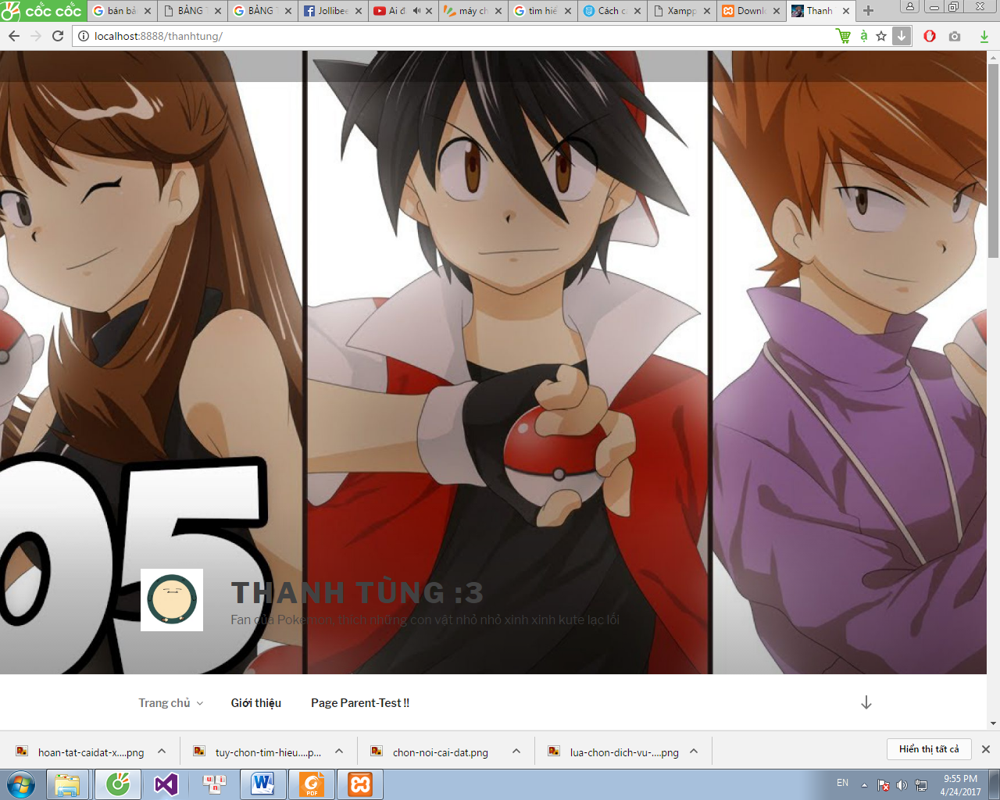 cốc cốc
bán bả
BẢNG T
BẢNG T
Jollibee
Ai đ
máy ch
tìm hiể
Cách c
Xampp
Downlo
Thanh
localhost:8888/thanhtung/
à
05
THANH TÙNG :3
Fan của Pokemon, thích những con vật nhỏ nhỏ xinh xinh kute lạc lối
Trang chủ
Giới thiệu
Page Parent-Test !!
hoan-tat-caidat-x....png
tuy-chon-tim-hieu....p...
chon-noi-cai-dat.png
lua-chon-dich-vu-....png
Hiển thị tất cả
EN
9:55 PM
4/24/2017